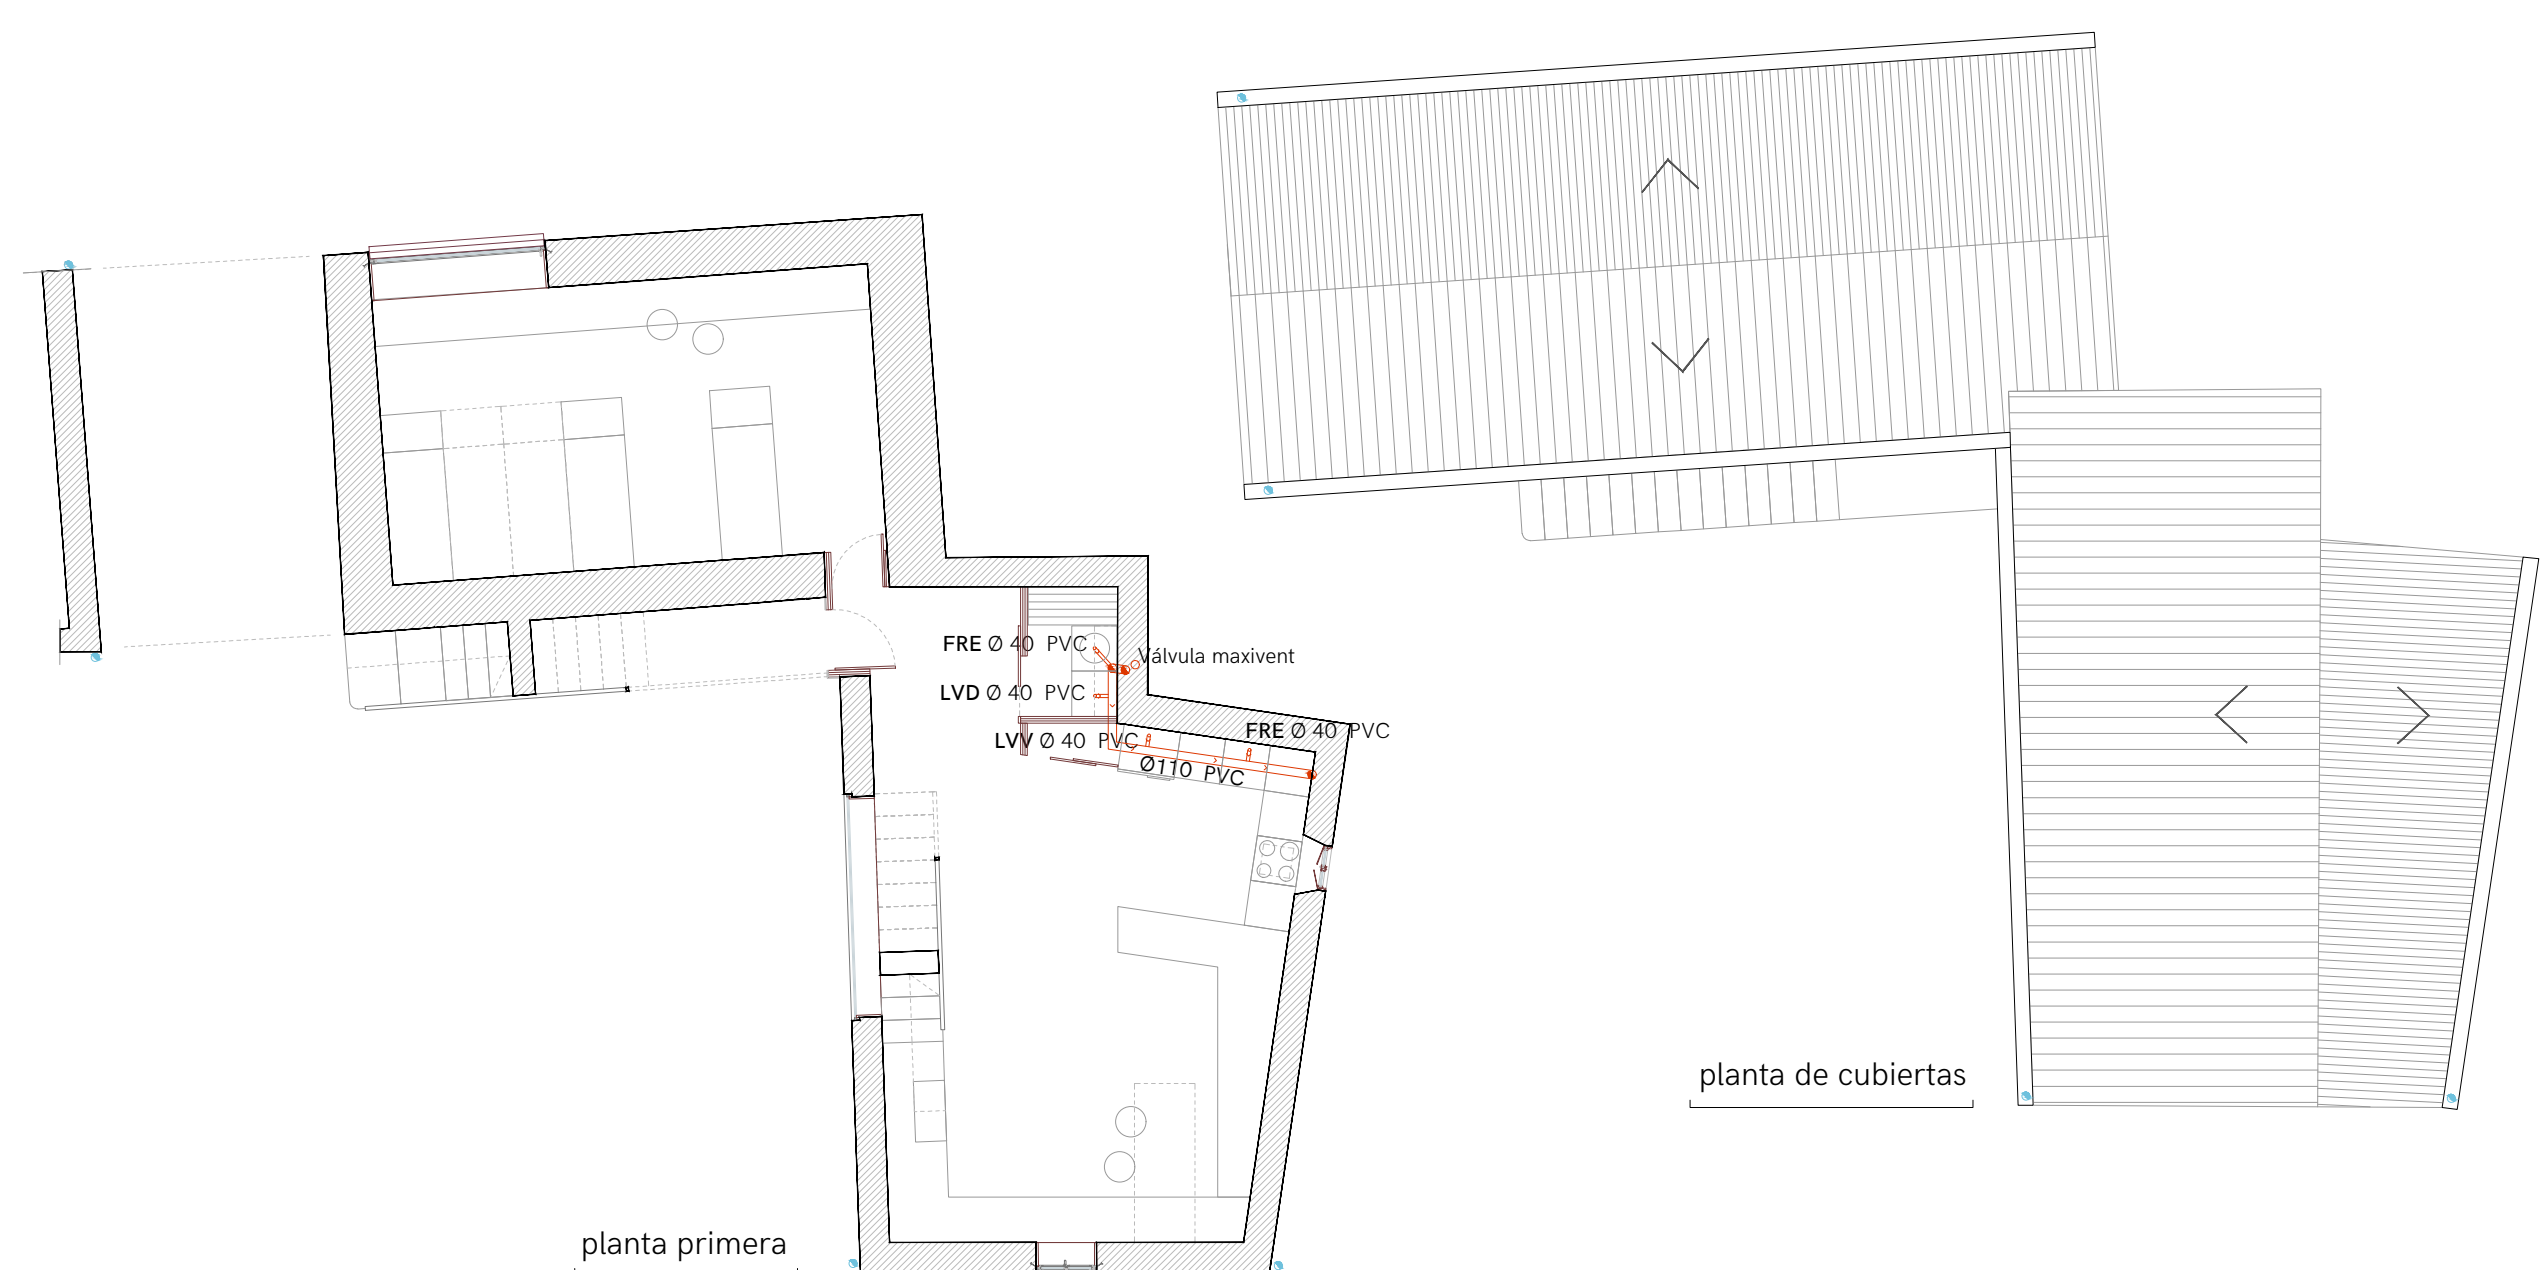 FRE Ø 40 PVC
Válvula maxivent
LVD Ø 40 PVC
FRE Ø 40 PVC
LVV Ø 40 PVC
Ø110 PVC
planta de cubiertas
planta primera